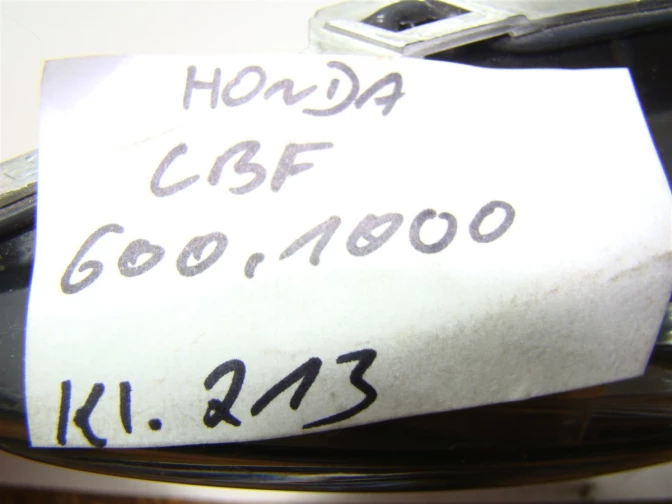 HONDA
CBF
600,1000
Kl. 213